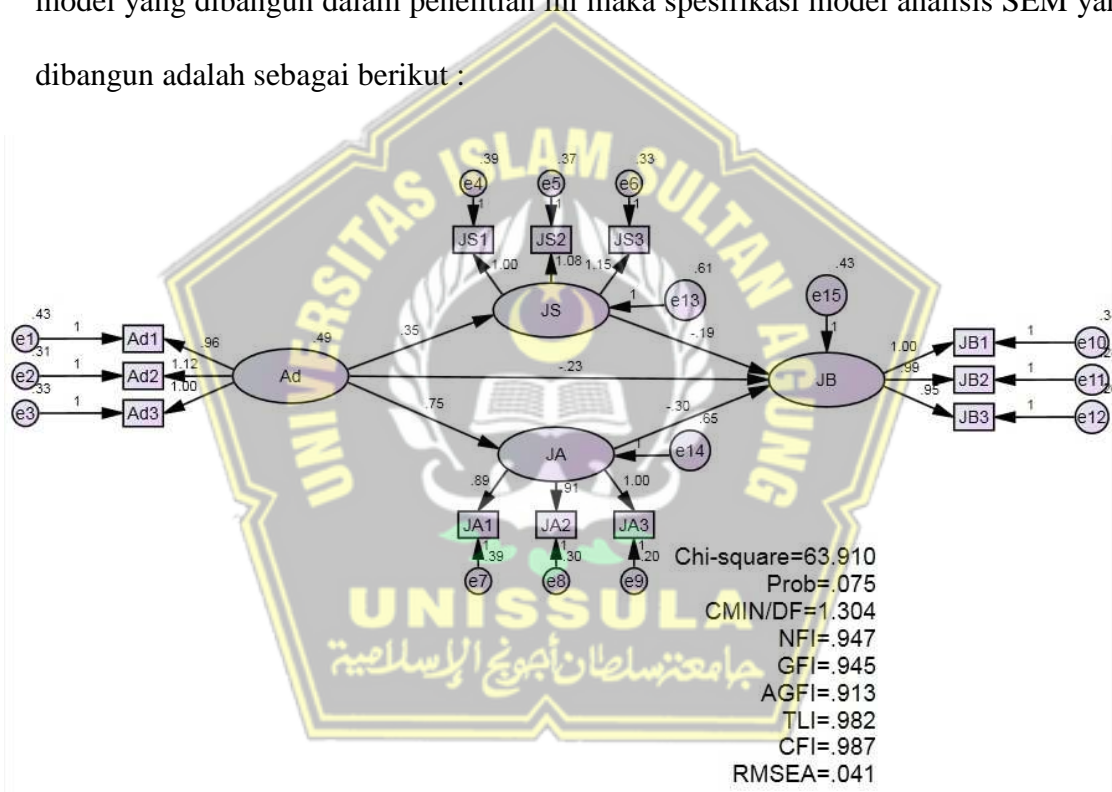 model yang dibangun dalam penelitian ini maka spesifikasi model analisis SEM
dibangun adalah sebagai berikut :
UNIVERSITAS ISLAM SULTAN AGUNG
.39 .37 .33
e4 e5 e6
1 1 1
JS1 JS2 JS3
1.00 1.08 1.15
.61
1 e13
JS
.43
e15
1
.43
e1 1 Ad1 .96
.31
e2 1 Ad2 1.12
.33
e3 1 Ad3 1.00
.49
Ad
.35
-.19
-.23
.75
-.30
JB
1.00 JB1 1 e10
.99 JB2 1 e11
.95 JB3 1 e12
.65
1 e14
JA
.89 .91 1.00
JA1 JA2 JA3
1 1 1
.39 .30 .20
e7 e8 e9
Chi-square=63.910
Prob=.075
CMIN/DF=1.304
NFI=.947
GFI=.945
AGFI=.913
TLI=.982
CFI=.987
RMSEA=.041
UNISSULA
جامعة سلطان أجونج الإسلامية